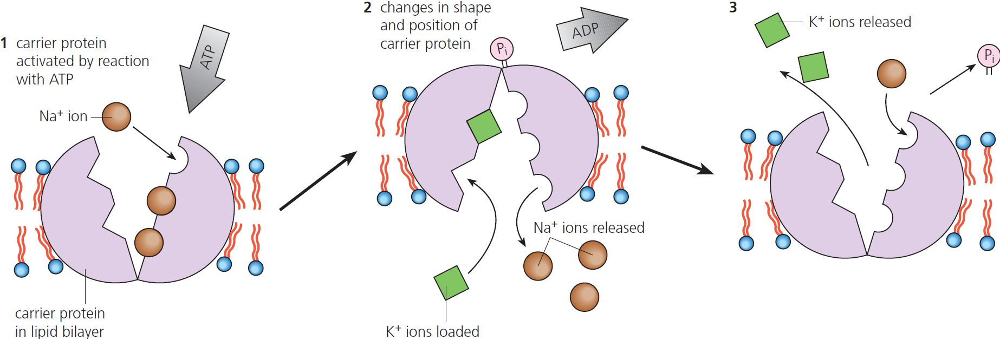 1 carrier protein
activated by reaction
with ATP
ATP
Na⁺ ion
carrier protein
in lipid bilayer
2 changes in shape
and position of
carrier protein
ADP
Pᵢ
Na⁺ ions released
K⁺ ions loaded
3
K⁺ ions released
Pᵢ